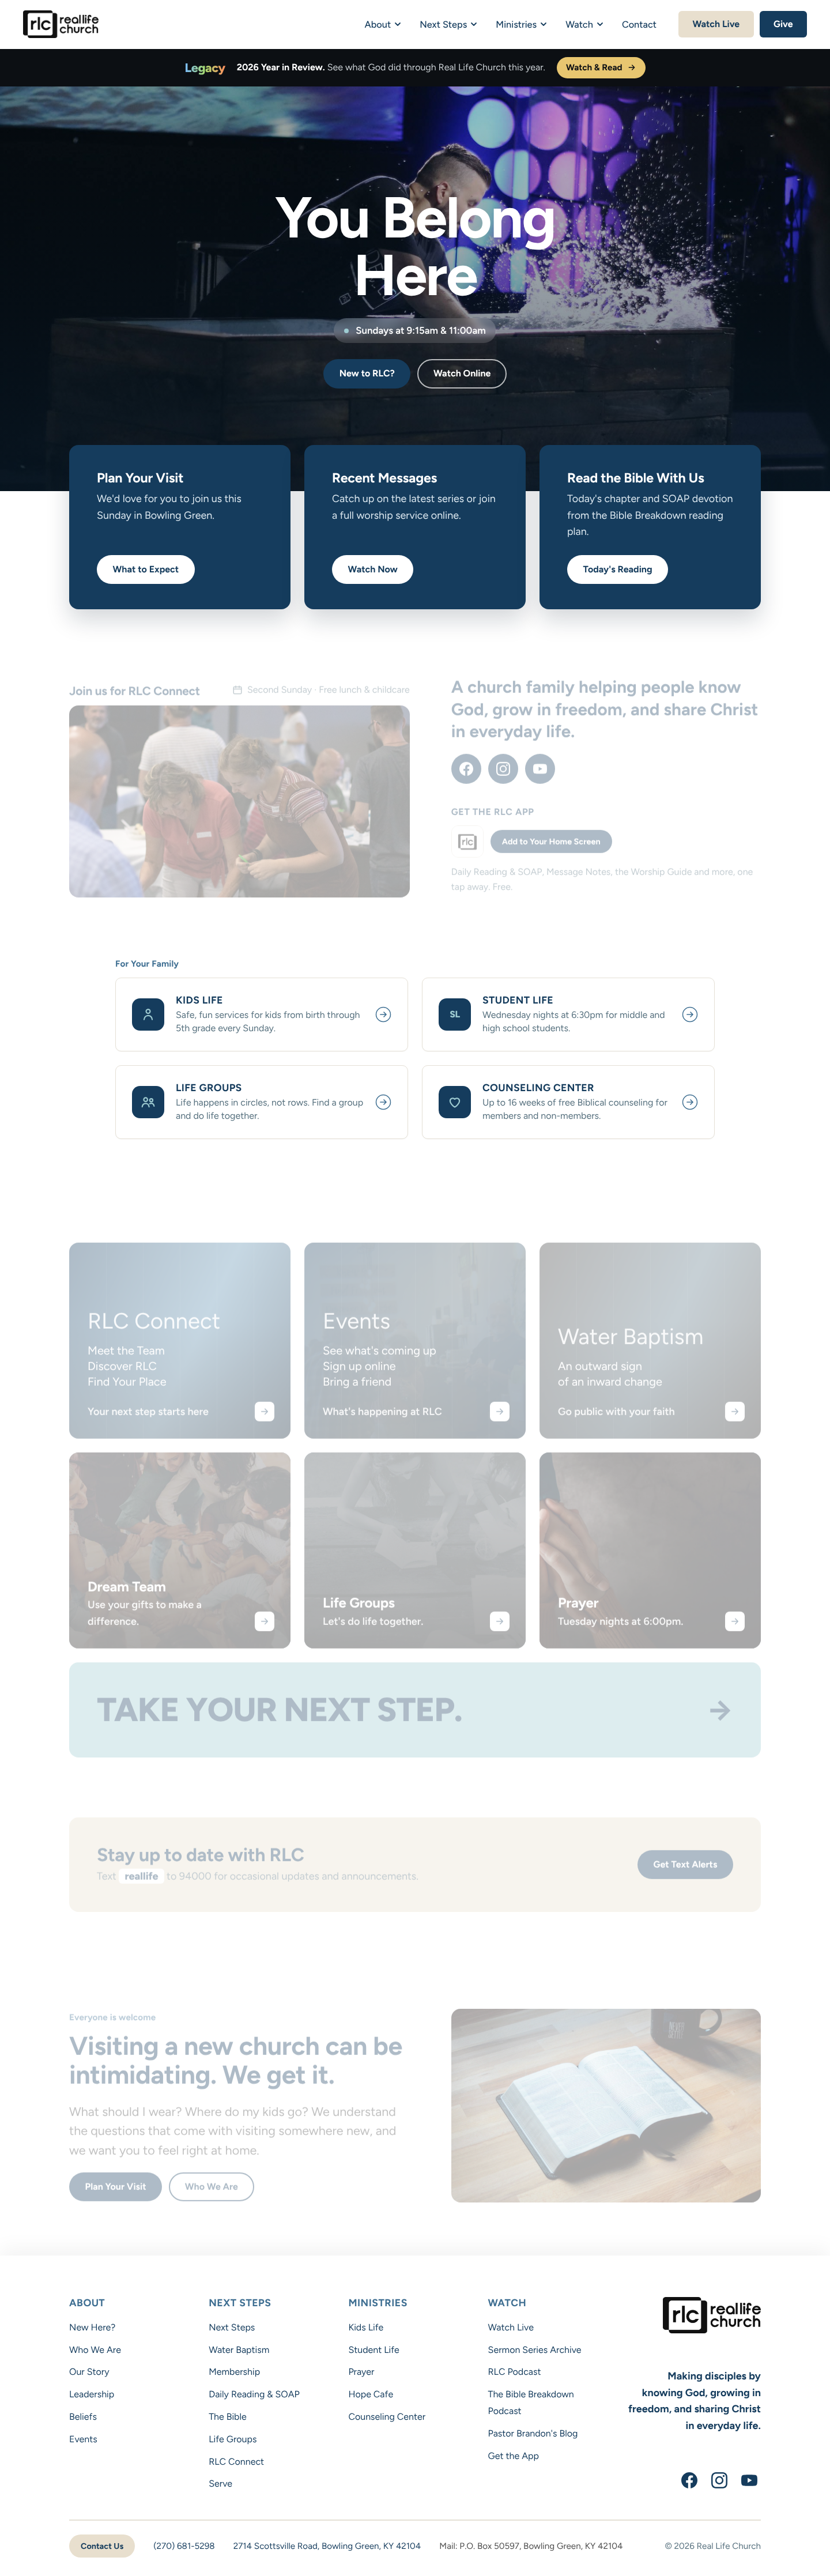 rlc reallife church
About
Next Steps
Ministries
Watch
Contact
Watch Live
Give
Legacy
2026 Year in Review. See what God did through Real Life Church this year.
Watch & Read
You Belong
Here
Sundays at 9:15am & 11:00am
New to RLC?
Watch Online
Plan Your Visit
We'd love for you to join us this
Sunday in Bowling Green.
What to Expect
Recent Messages
Catch up on the latest series or join
a full worship service online.
Watch Now
Read the Bible With Us
Today's chapter and SOAP devotion
from the Bible Breakdown reading
plan.
Today's Reading
Join us for RLC Connect
Second Sunday · Free lunch & childcare
A church family helping people know
God, grow in freedom, and share Christ
in everyday life.
GET THE RLC APP
rlc
Add to Your Home Screen
Daily Reading & SOAP, Message Notes, the Worship Guide and more, one
tap away. Free.
For Your Family
KIDS LIFE
Safe, fun services for kids from birth through
5th grade every Sunday.
SL
STUDENT LIFE
Wednesday nights at 6:30pm for middle and
high school students.
LIFE GROUPS
Life happens in circles, not rows. Find a group
and do life together.
COUNSELING CENTER
Up to 16 weeks of free Biblical counseling for
members and non-members.
RLC Connect
Meet the Team
Discover RLC
Find Your Place
Your next step starts here
Events
See what's coming up
Sign up online
Bring a friend
What's happening at RLC
Water Baptism
An outward sign
of an inward change
Go public with your faith
Dream Team
Use your gifts to make a
difference.
Life Groups
Let's do life together.
Prayer
Tuesday nights at 6:00pm.
TAKE YOUR NEXT STEP.
Stay up to date with RLC
Text reallife to 94000 for occasional updates and announcements.
Get Text Alerts
Everyone is welcome
Visiting a new church can be
intimidating. We get it.
What should I wear? Where do my kids go? We understand
the questions that come with visiting somewhere new, and
we want you to feel right at home.
Plan Your Visit
Who We Are
ABOUT
New Here?
Who We Are
Our Story
Leadership
Beliefs
Events
NEXT STEPS
Next Steps
Water Baptism
Membership
Daily Reading & SOAP
The Bible
Life Groups
RLC Connect
Serve
MINISTRIES
Kids Life
Student Life
Prayer
Hope Cafe
Counseling Center
WATCH
Watch Live
Sermon Series Archive
RLC Podcast
The Bible Breakdown
Podcast
Pastor Brandon's Blog
Get the App
rlc reallife church
Making disciples by
knowing God, growing in
freedom, and sharing Christ
in everyday life.
Contact Us
(270) 681-5298
2714 Scottsville Road, Bowling Green, KY 42104
Mail: P.O. Box 50597, Bowling Green, KY 42104
© 2026 Real Life Church